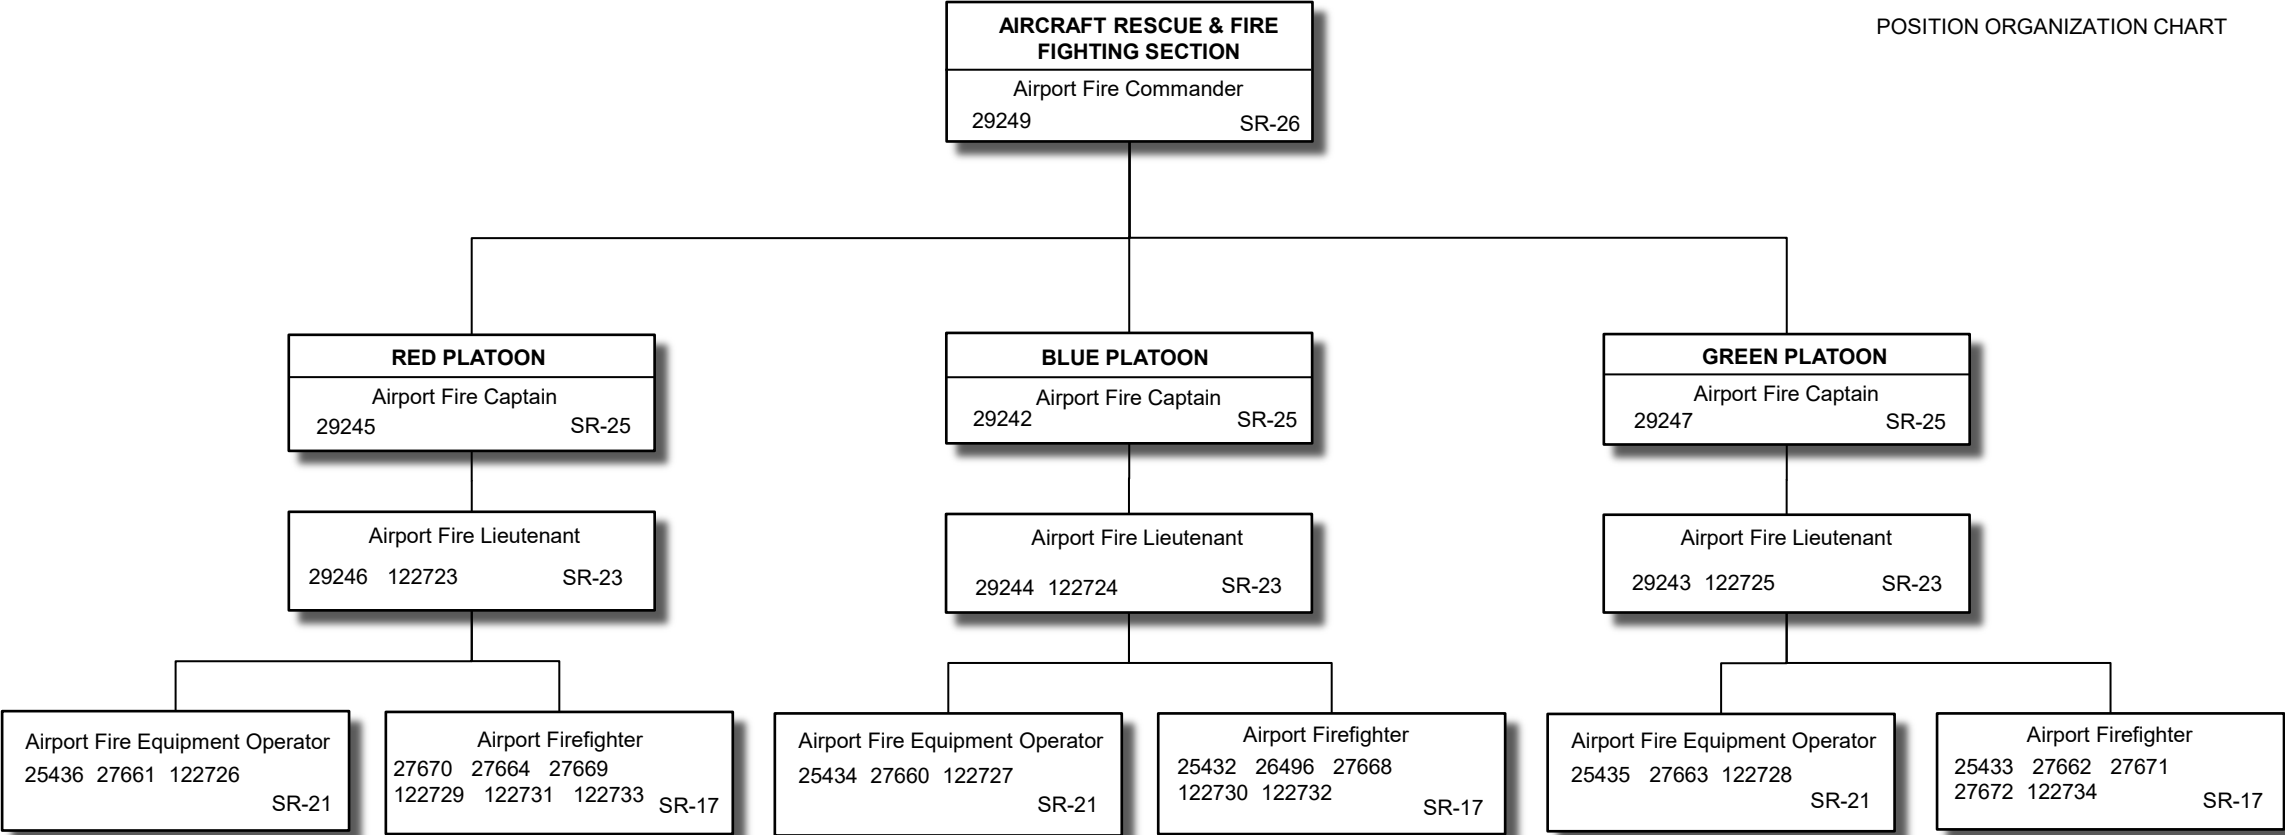 POSITION ORGANIZATION CHART
AIRCRAFT RESCUE & FIRE
FIGHTING SECTION
Airport Fire Commander
29249 SR-26
RED PLATOON
Airport Fire Captain
29245 SR-25
BLUE PLATOON
Airport Fire Captain
29242 SR-25
GREEN PLATOON
Airport Fire Captain
29247 SR-25
Airport Fire Lieutenant
29246 122723 SR-23
Airport Fire Lieutenant
29244 122724 SR-23
Airport Fire Lieutenant
29243 122725 SR-23
Airport Fire Equipment Operator
25436 27661 122726
SR-21
Airport Firefighter
27670 27664 27669
122729 122731 122733 SR-17
Airport Fire Equipment Operator
25434 27660 122727
SR-21
Airport Firefighter
25432 26496 27668
122730 122732
SR-17
Airport Fire Equipment Operator
25435 27663 122728
SR-21
Airport Firefighter
25433 27662 27671
27672 122734 SR-17